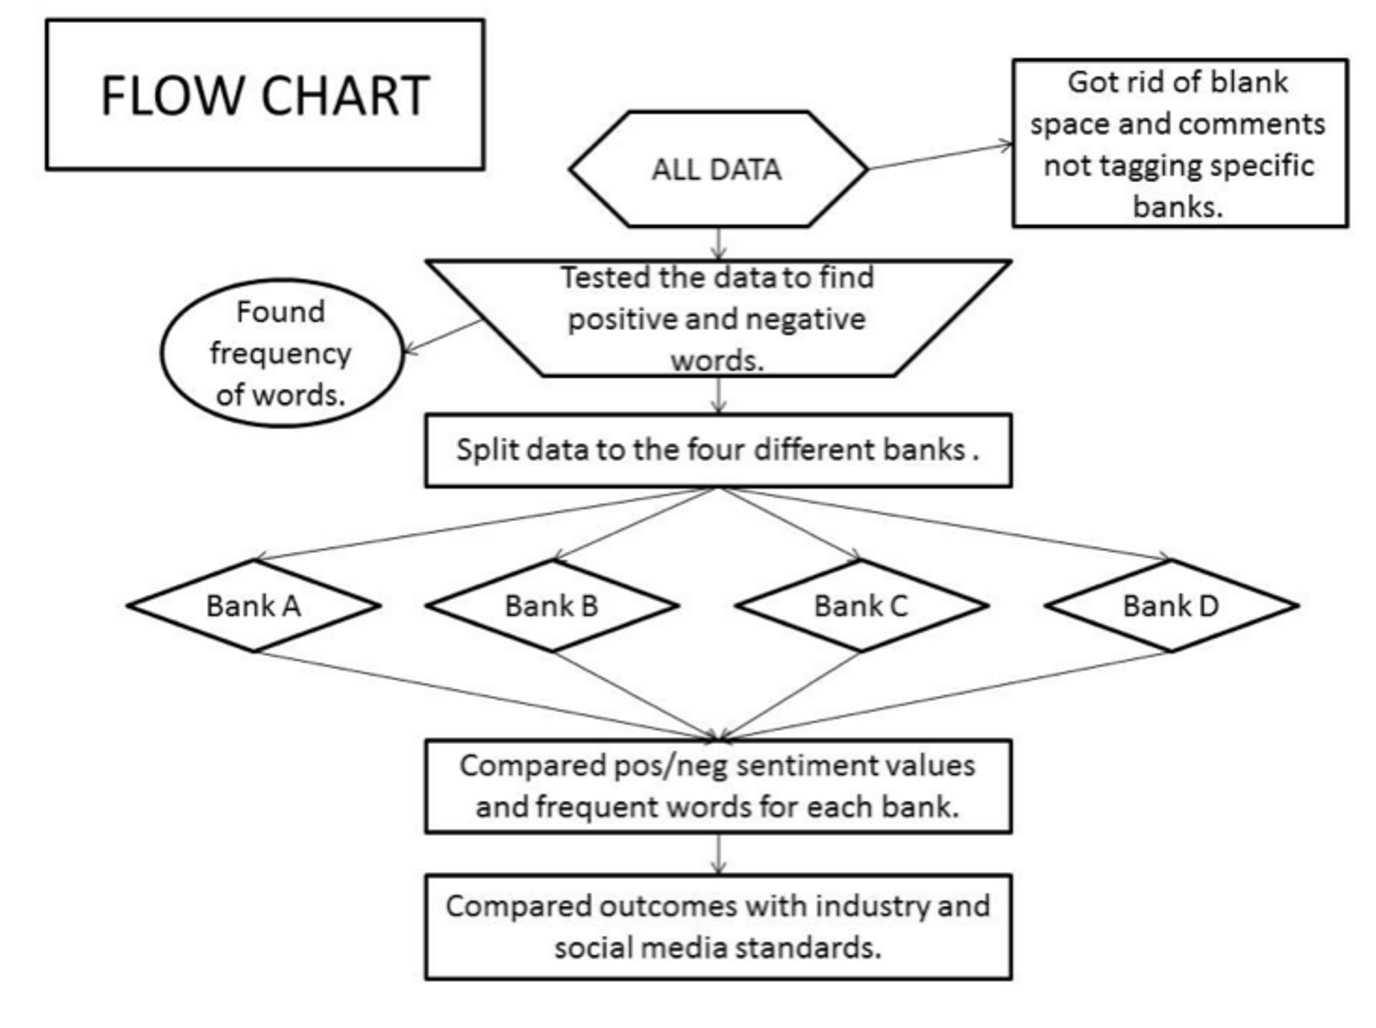 FLOW CHART
Got rid of blank
space and comments
not tagging specific
banks.
ALL DATA
Tested the data to find
positive and negative
words.
Found
frequency
of words.
Split data to the four different banks .
Bank A
Bank B
Bank C
Bank D
Compared pos/neg sentiment values
and frequent words for each bank.
Compared outcomes with industry and
social media standards.